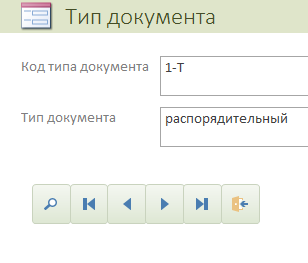 Тип документа
Код типа документа 1-Т
Тип документа распорядительный